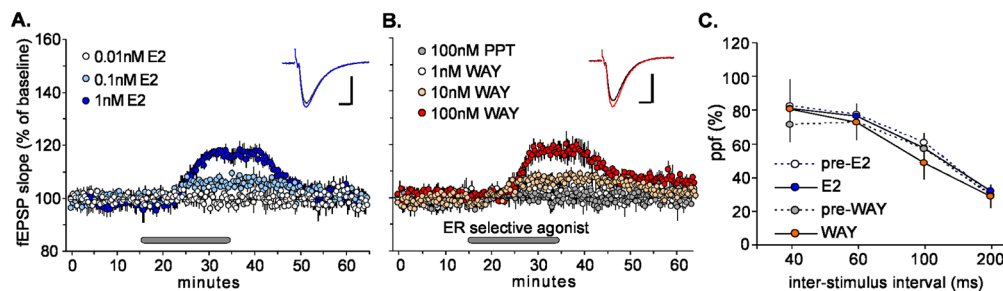 A.
fEPSP slope (% of baseline)
160
140
120
100
80
0.01nM E2
0.1nM E2
1nM E2
0 10 20 30 40 50 60
minutes
B.
100nM PPT
1nM WAY
10nM WAY
100nM WAY
ER selective agonist
0 10 20 30 40 50 60
minutes
C.
ppf (%)
120
100
80
60
40
20
0
pre-E2
E2
pre-WAY
WAY
40 60 100 200
inter-stimulus interval (ms)